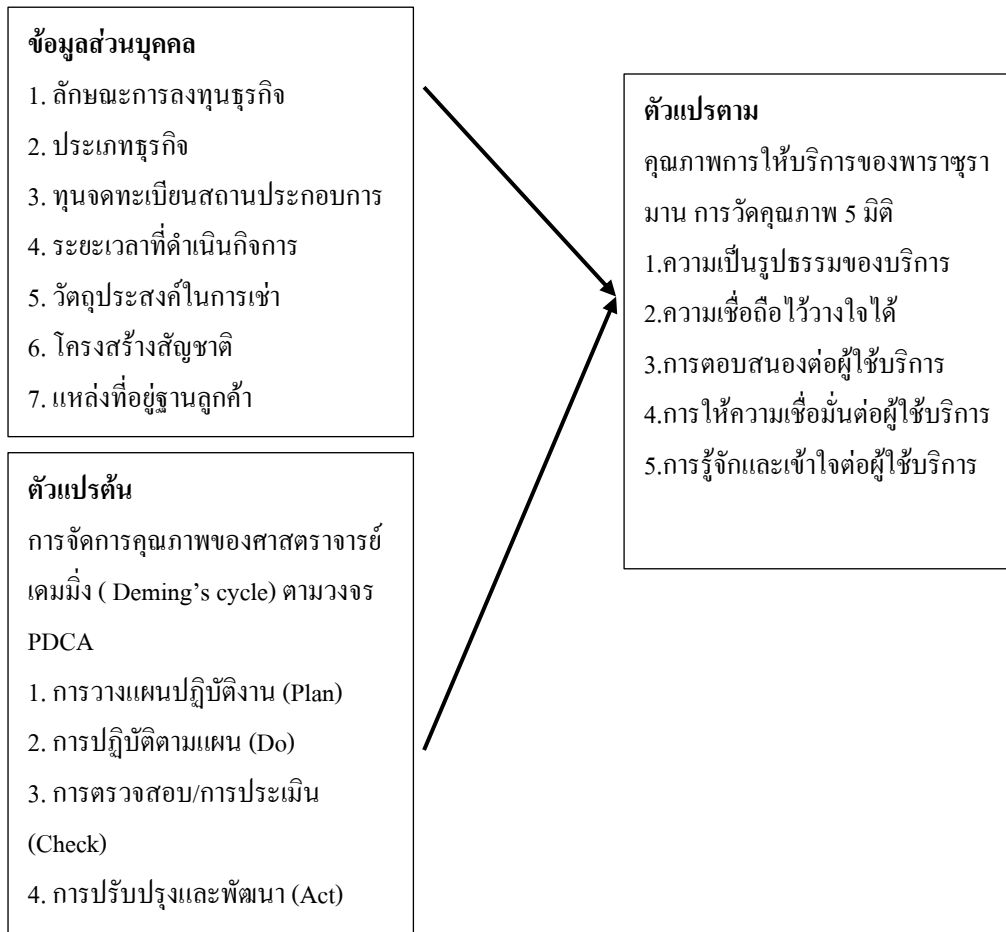 ข้อมูลส่วนบุคคล
1. ลักษณะการลงทุนธุรกิจ
2. ประเภทธุรกิจ
3. ทุนจดทะเบียนสถานประกอบการ
4. ระยะเวลาที่ดำเนินกิจการ
5. วัตถุประสงค์ในการเช่า
6. โครงสร้างสัญชาติ
7. แหล่งที่อยู่ฐานลูกค้า
ตัวแปรต้น
การจัดการคุณภาพของศาสตราจารย์
เดมมิ่ง ( Deming’s cycle) ตามวงจร
PDCA
1. การวางแผนปฏิบัติงาน (Plan)
2. การปฏิบัติตามแผน (Do)
3. การตรวจสอบ/การประเมิน
(Check)
4. การปรับปรุงและพัฒนา (Act)
ตัวแปรตาม
คุณภาพการให้บริการของพาราซุรา
มาน การวัดคุณภาพ 5 มิติ
1.ความเป็นรูปธรรมของบริการ
2.ความเชื่อถือไว้วางใจได้
3.การตอบสนองต่อผู้ใช้บริการ
4.การให้ความเชื่อมั่นต่อผู้ใช้บริการ
5.การรู้จักและเข้าใจต่อผู้ใช้บริการ